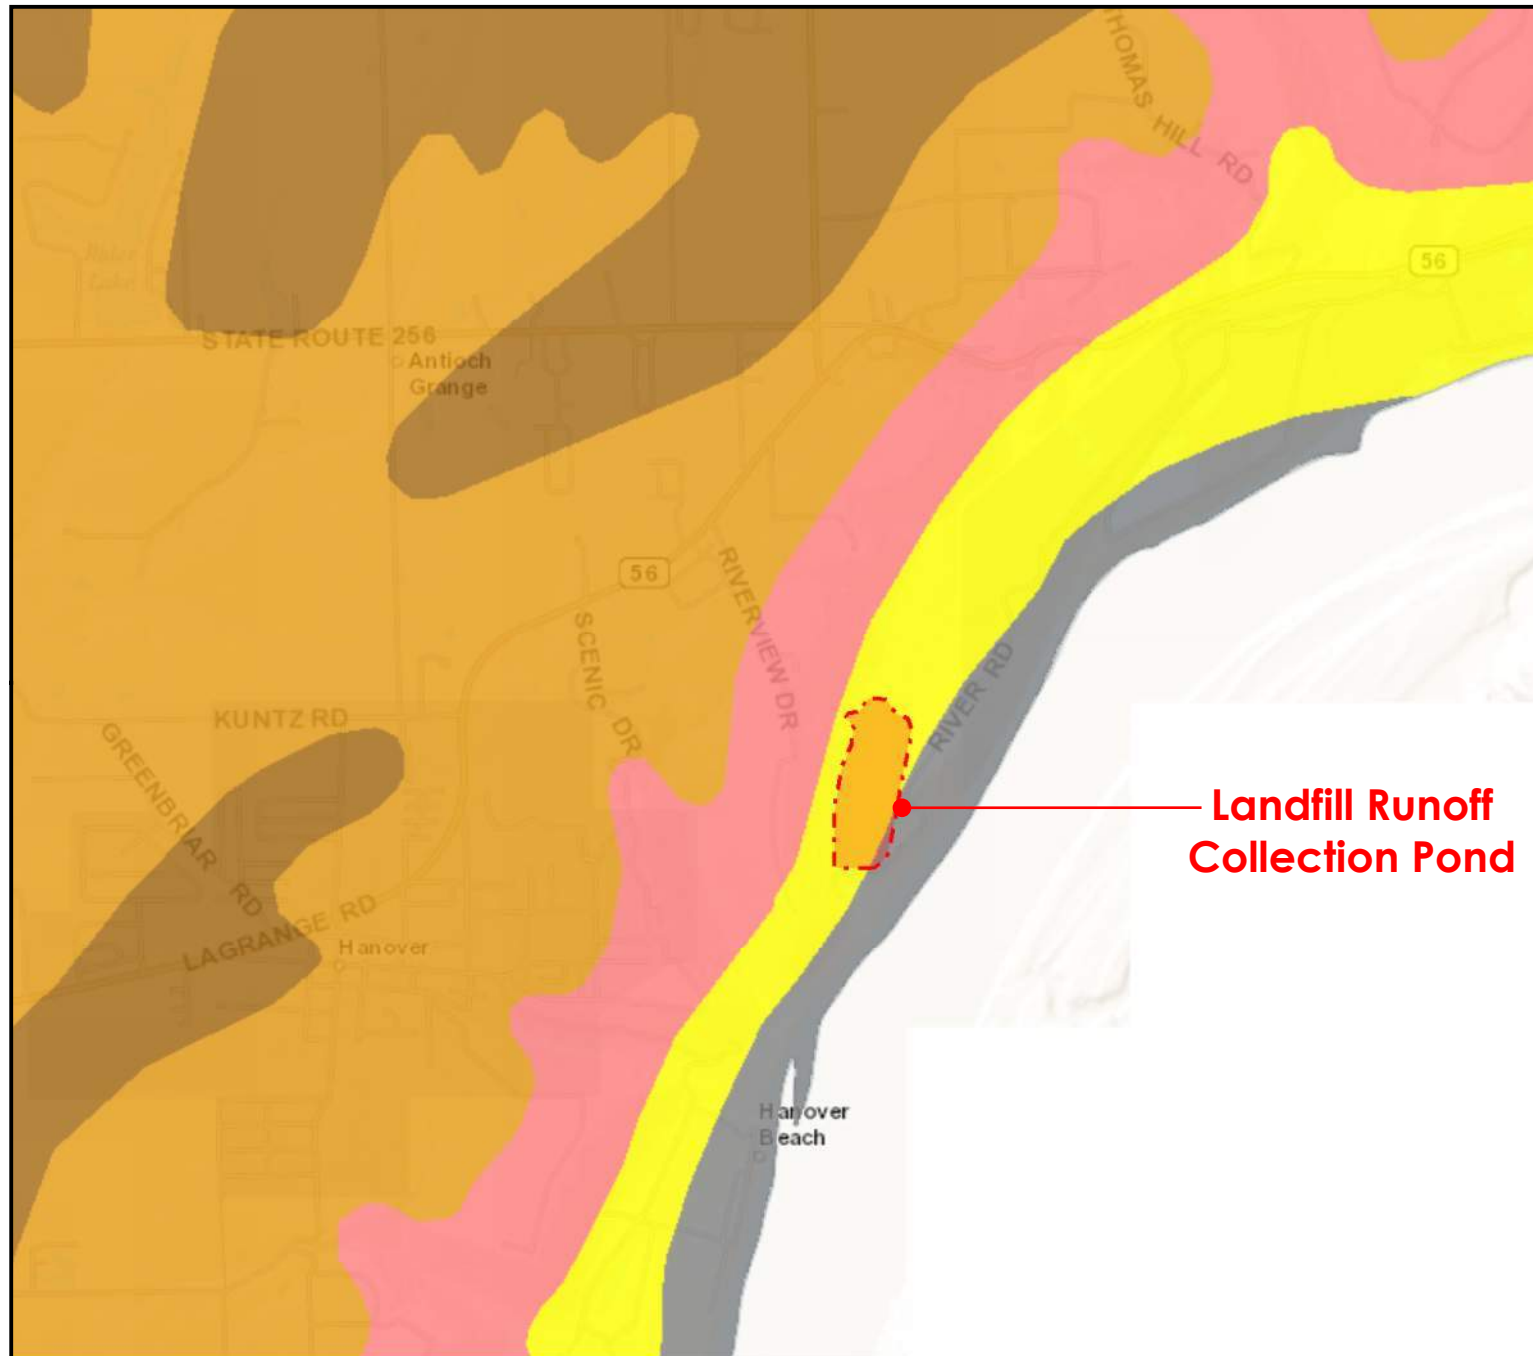 THOMAS HILL RD
56
STATE ROUTE 256
Antioch
Grange
56
RIVERVIEW DR
SCENIC DR
RIVER RD
KUNTZ RD
GREENBRIAR RD
Landfill Runoff
Collection Pond
LAGRANGE RD
Hanover
Hanover
Beach